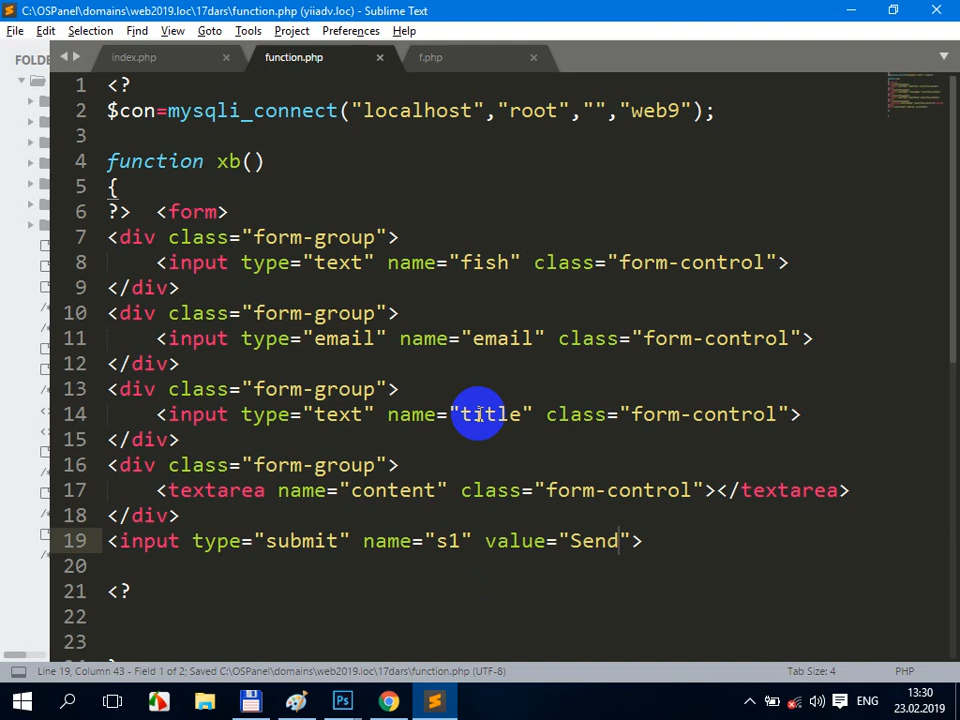 C:\OSPanel\domains\web2019.loc\17dars\function.php (yiiadv.loc) - Sublime Text
File Edit Selection Find View Goto Tools Project Preferences Help
FOLDE
index.php
function.php
f.php
1 <?
2 $con=mysqli_connect("localhost","root","","web9");
3
4 function xb()
5 {
6 ?> <form>
7 <div class="form-group">
8 <input type="text" name="fish" class="form-control">
9 </div>
10 <div class="form-group">
11 <input type="email" name="email" class="form-control">
12 </div>
13 <div class="form-group">
14 <input type="text" name="title" class="form-control">
15 </div>
16 <div class="form-group">
17 <textarea name="content" class="form-control"></textarea>
18 </div>
19 <input type="submit" name="s1" value="Send">
20
21 <?
22
23
Line 19, Column 43 - Field 1 of 2; Saved C:\OSPanel\domains\web2019.loc\17dars\function.php (UTF-8)
Tab Size: 4
PHP
Ps
ENG
13:30
23.02.2019